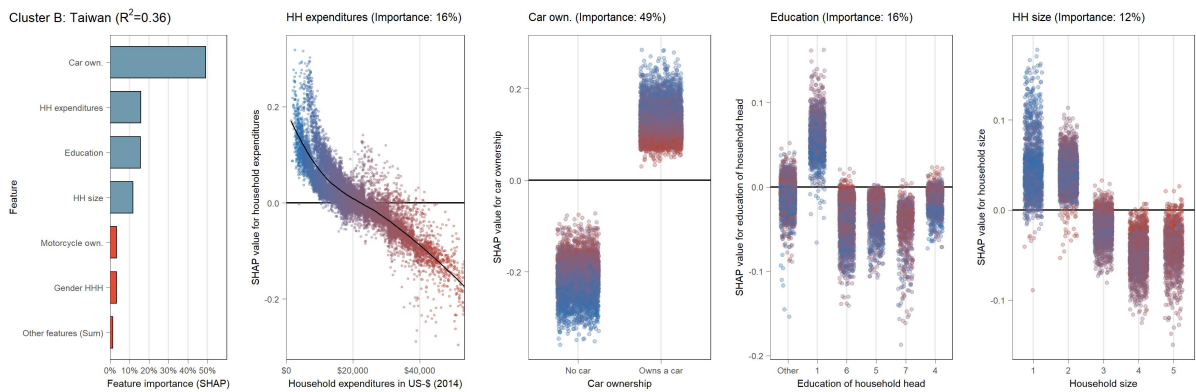 Cluster B: Taiwan (R²=0.36)
Feature
Car own.
HH expenditures
Education
HH size
Motorcycle own.
Gender HHH
Other features (Sum)
0% 10% 20% 30% 40% 50%
Feature importance (SHAP)
HH expenditures (Importance: 16%)
SHAP value for household expenditures
0.2
0.0
-0.2
$0 $20,000 $40,000
Household expenditures in US-$ (2014)
Car own. (Importance: 49%)
SHAP value for car ownership
0.2
0.0
-0.2
No car Owns a car
Car ownership
Education (Importance: 16%)
SHAP value for education of household head
0.1
0.0
-0.1
-0.2
Other 1 6 5 7 4
Education of household head
HH size (Importance: 12%)
SHAP value for household size
0.1
0.0
-0.1
1 2 3 4 5
Household size